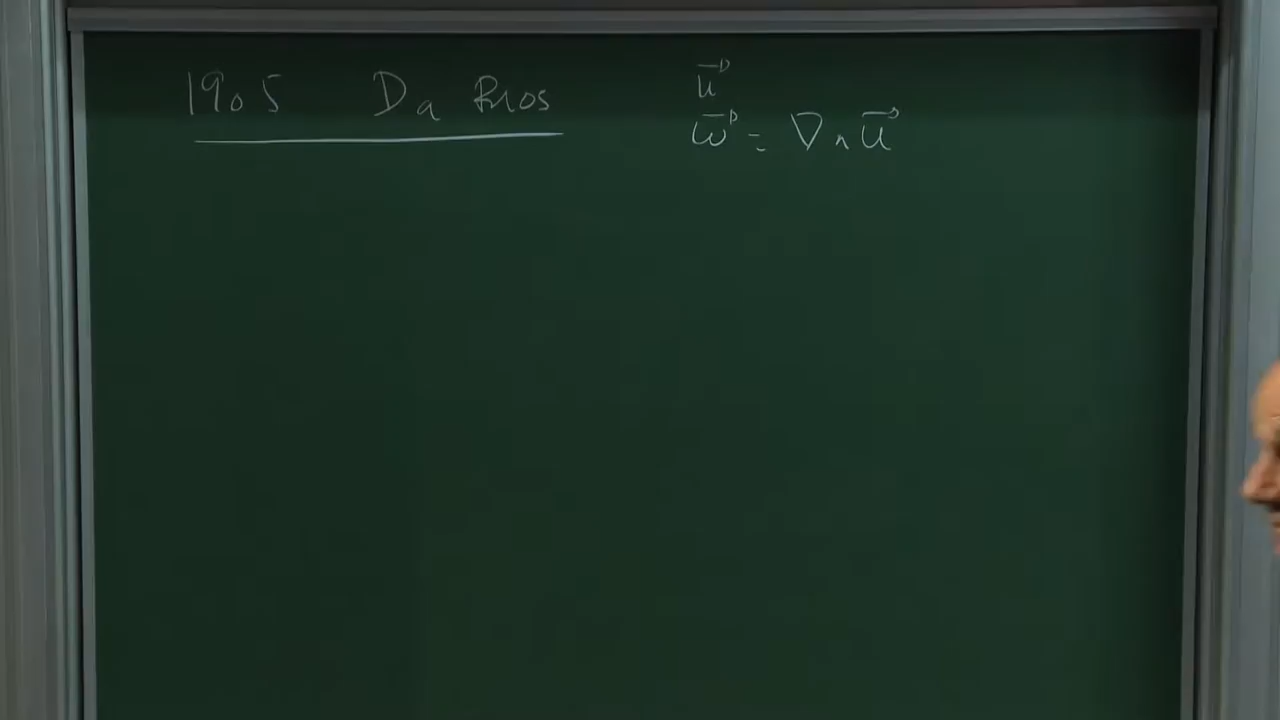 1905 Da Rios
u⃗
ω⃗ = ∇ ∧ u⃗